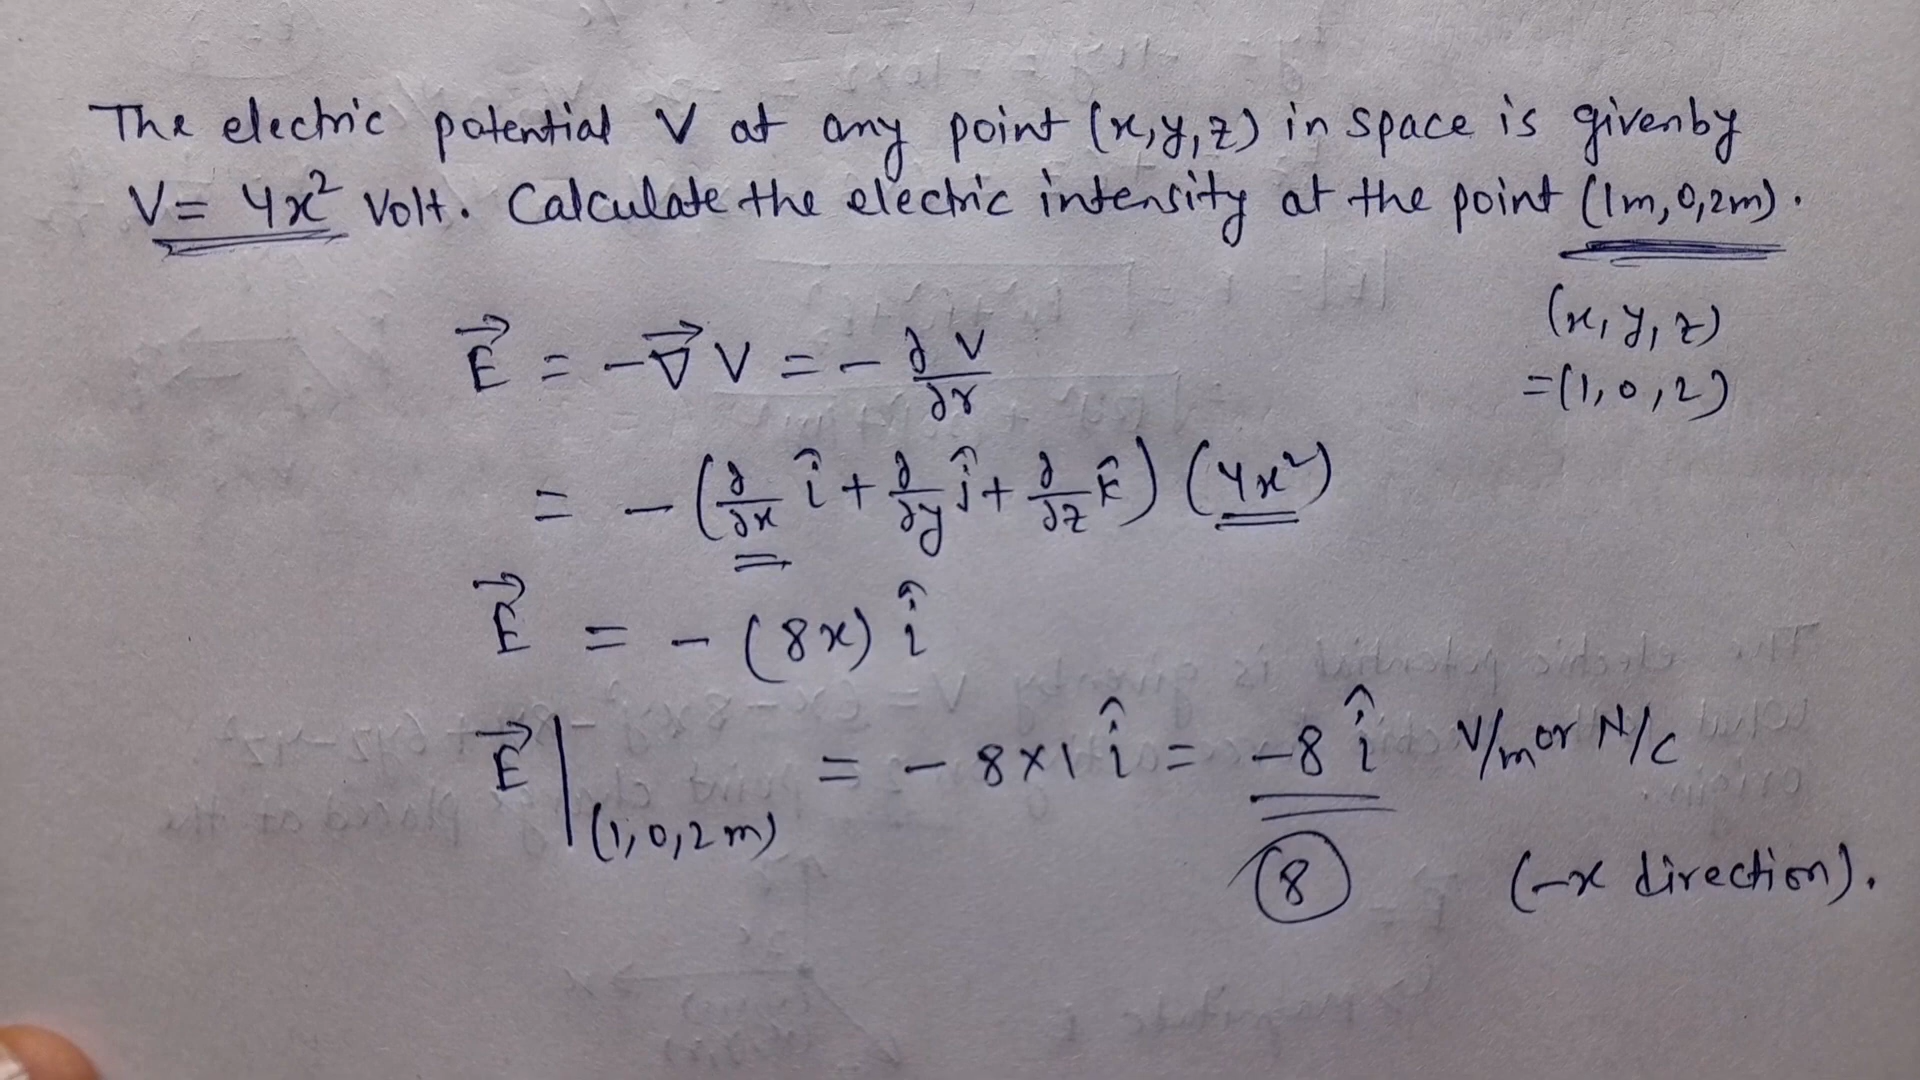 The electric potential V at any point (x,y,z) in space is givenby
V= 4x² Volt. Calculate the electric intensity at the point (1m,0,2m).
(x, y, z)
=(1,0,2)
E⃗ = -∇⃗ V = - ∂V/∂r
= - (∂/∂x î + ∂/∂y ĵ + ∂/∂z k̂) (4x²)
E⃗ = - (8x) î
E⃗ |(1,0,2m) = - 8×1 î = -8 î V/m or N/C
8 (-x direction).